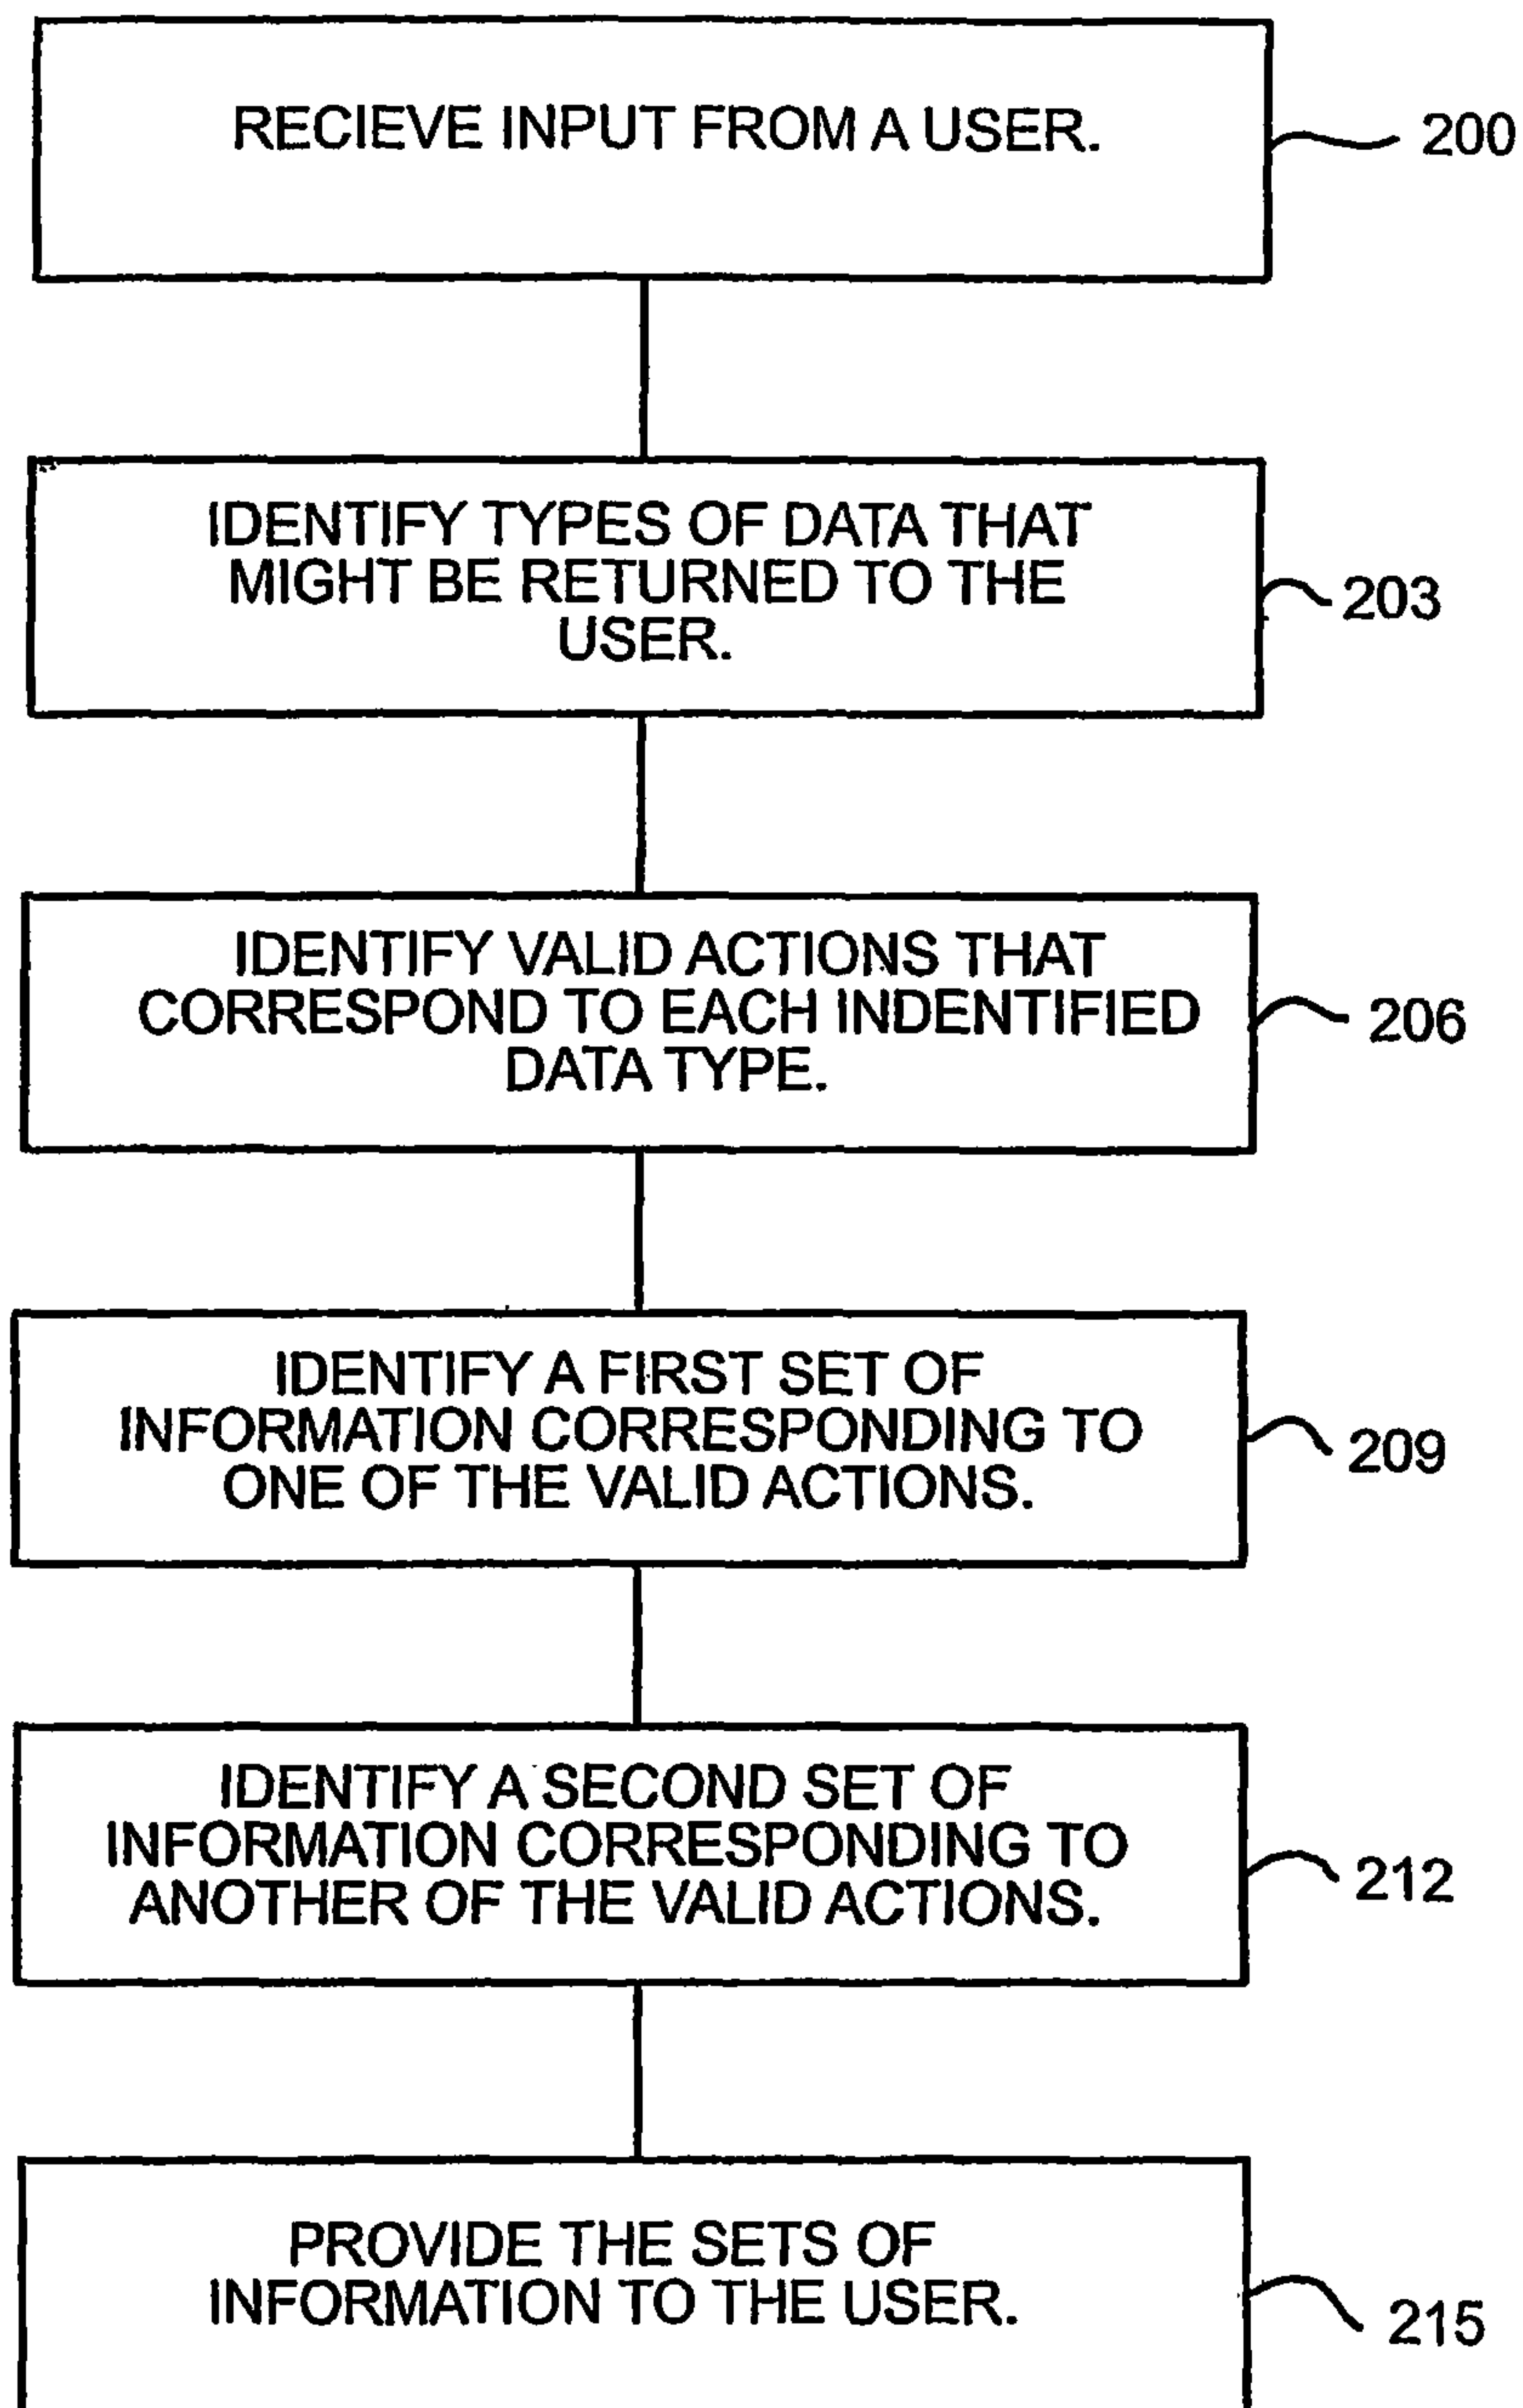 RECIEVE INPUT FROM A USER.
200
IDENTIFY TYPES OF DATA THAT
MIGHT BE RETURNED TO THE
USER.
203
IDENTIFY VALID ACTIONS THAT
CORRESPOND TO EACH INDENTIFIED
DATA TYPE.
206
IDENTIFY A FIRST SET OF
INFORMATION CORRESPONDING TO
ONE OF THE VALID ACTIONS.
209
IDENTIFY A SECOND SET OF
INFORMATION CORRESPONDING TO
ANOTHER OF THE VALID ACTIONS.
212
PROVIDE THE SETS OF
INFORMATION TO THE USER.
215